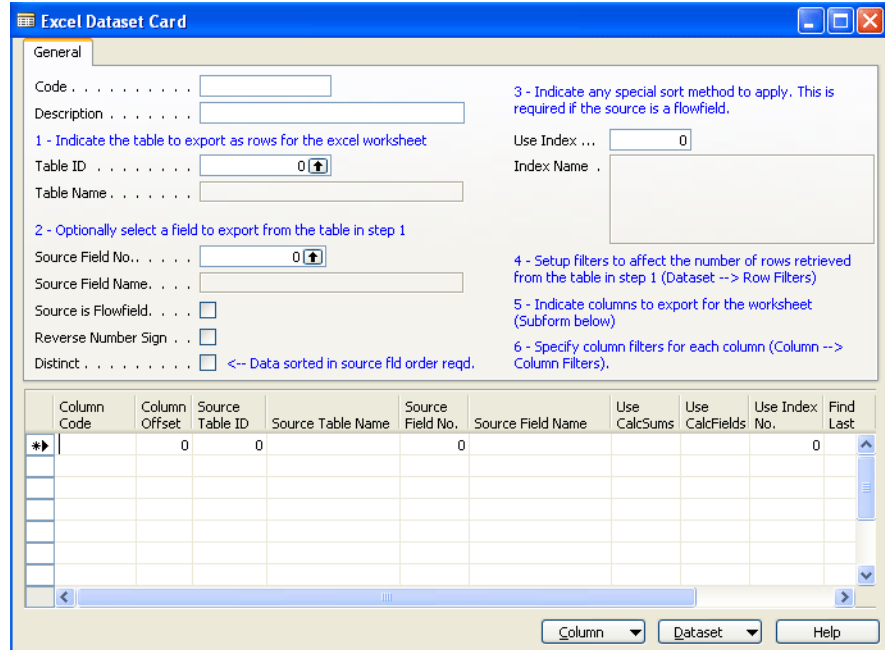 Excel Dataset Card
General
Code . . . . . . . . . . .
Description . . . . . . .
1 - Indicate the table to export as rows for the excel worksheet
Table ID . . . . . . . . 0
Table Name . . . . . . .
2 - Optionally select a field to export from the table in step 1
Source Field No. . . . . . 0
Source Field Name. . . .
Source is Flowfield. . . .
Reverse Number Sign . .
Distinct . . . . . . . . . . <-- Data sorted in source fld order reqd.
3 - Indicate any special sort method to apply. This is
required if the source is a flowfield.
Use Index ... 0
Index Name .
4 - Setup filters to affect the number of rows retrieved
from the table in step 1 (Dataset --> Row Filters)
5 - Indicate columns to export for the worksheet
(Subform below)
6 - Specify column filters for each column (Column -->
Column Filters).
Column Column Source Source Use Use Use Index Find
Code Offset Table ID Source Table Name Field No. Source Field Name CalcSums CalcFields No. Last
0 0 0 0
Column Dataset Help